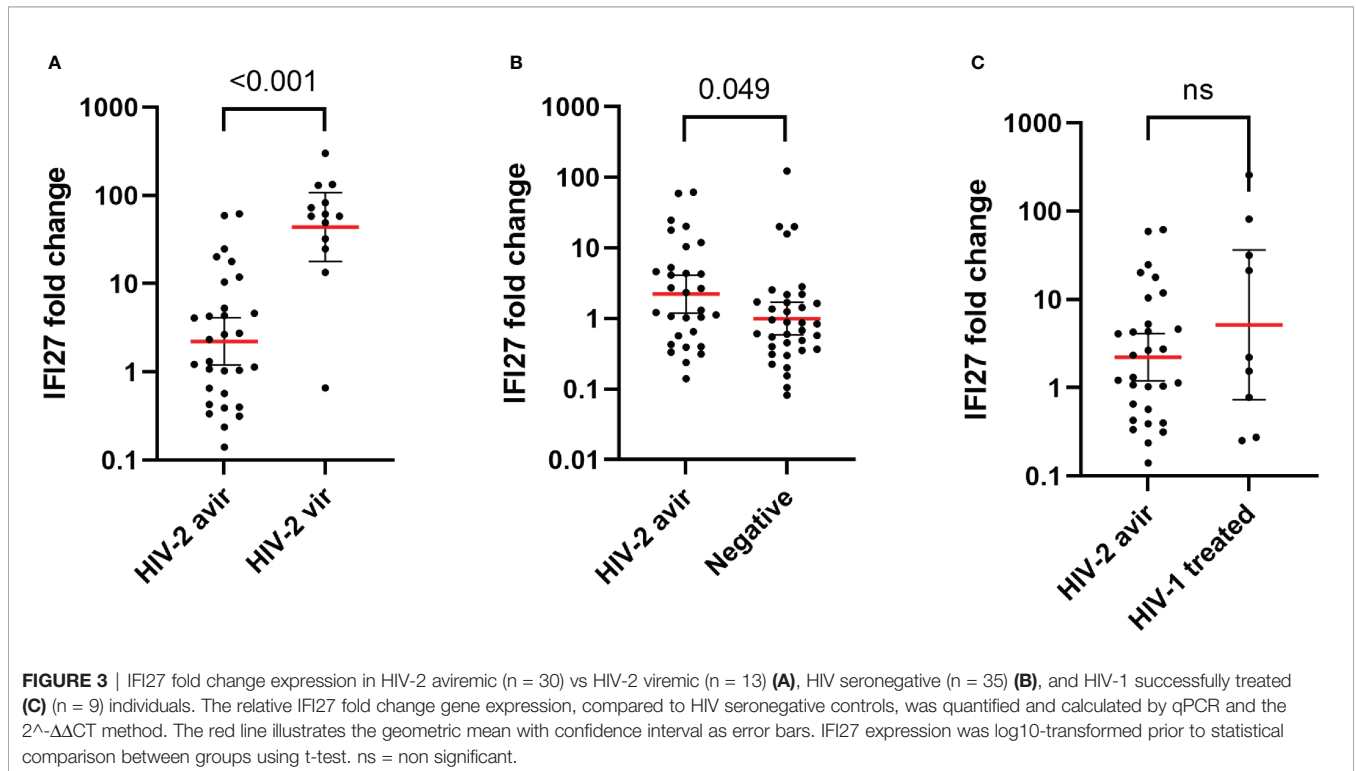 A
<0.001
IFI27 fold change
1000
100
10
1
0.1
HIV-2 avir
HIV-2 vir
B
0.049
IFI27 fold change
1000
100
10
1
0.1
0.01
HIV-2 avir
Negative
C
ns
IFI27 fold change
1000
100
10
1
0.1
HIV-2 avir
HIV-1 treated
FIGURE 3 | IFI27 fold change expression in HIV-2 aviremic (n = 30) vs HIV-2 viremic (n = 13) (A), HIV seronegative (n = 35) (B), and HIV-1 successfully treated
(C) (n = 9) individuals. The relative IFI27 fold change gene expression, compared to HIV seronegative controls, was quantified and calculated by qPCR and the
2^-ΔΔCT method. The red line illustrates the geometric mean with confidence interval as error bars. IFI27 expression was log10-transformed prior to statistical
comparison between groups using t-test. ns = non significant.